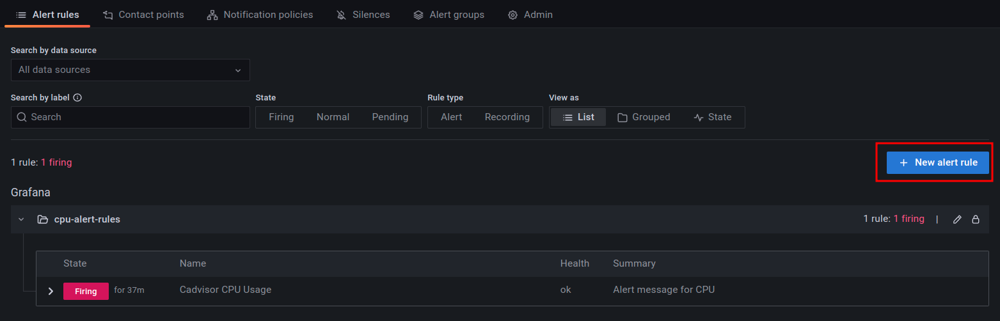 Alert rules Contact points Notification policies Silences Alert groups Admin
Search by data source
All data sources
Search by label State Rule type View as
Search Firing Normal Pending Alert Recording List Grouped State
1 rule: 1 firing + New alert rule
Grafana
cpu-alert-rules 1 rule: 1 firing |
State Name Health Summary
Firing for 37m Cadvisor CPU Usage ok Alert message for CPU